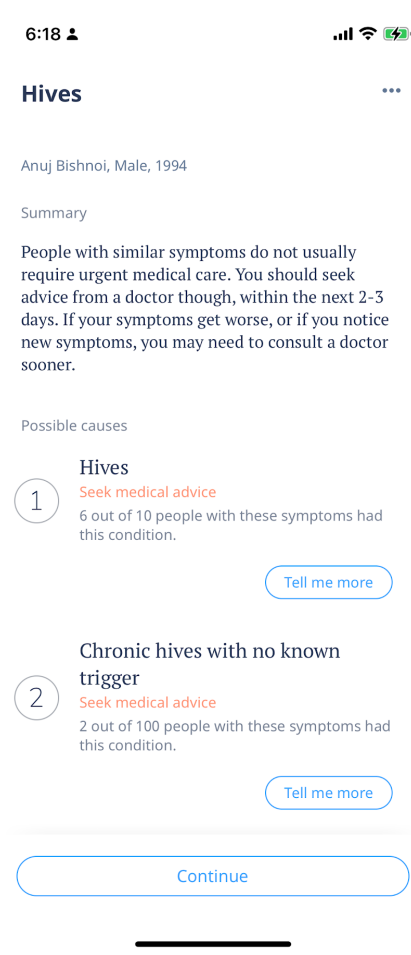 6:18
Hives
Anuj Bishnoi, Male, 1994
Summary
People with similar symptoms do not usually
require urgent medical care. You should seek
advice from a doctor though, within the next 2-3
days. If your symptoms get worse, or if you notice
new symptoms, you may need to consult a doctor
sooner.
Possible causes
1
Hives
Seek medical advice
6 out of 10 people with these symptoms had
this condition.
Tell me more
2
Chronic hives with no known
trigger
Seek medical advice
2 out of 100 people with these symptoms had
this condition.
Tell me more
Continue